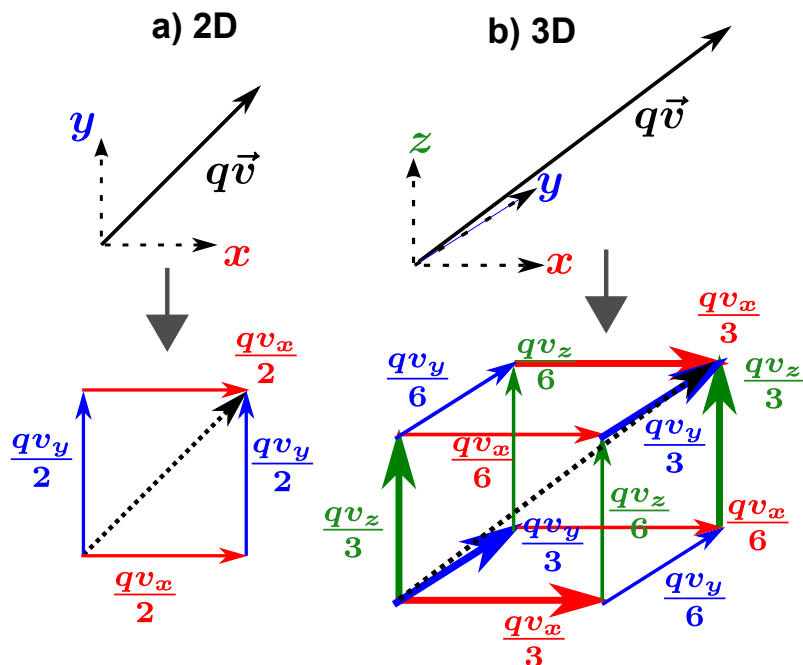 a) 2D
b) 3D
y
qv⃗
x
z
qv⃗
y
x
qv_x/2
qv_y/2
qv_y/2
qv_x/2
qv_x/3
qv_z/6
qv_y/6
qv_z/3
qv_y/3
qv_x/6
qv_z/6
qv_z/3
qv_y/3
qv_x/6
qv_y/6
qv_x/3